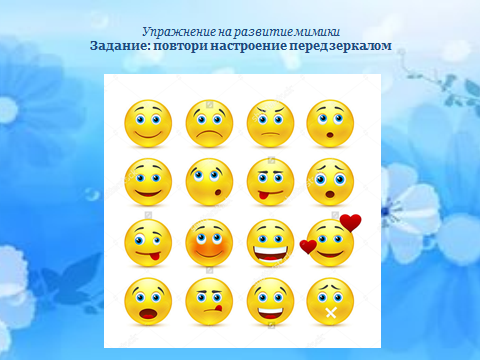 Упражнение на развитие мимики
Задание: повтори настроение перед зеркалом